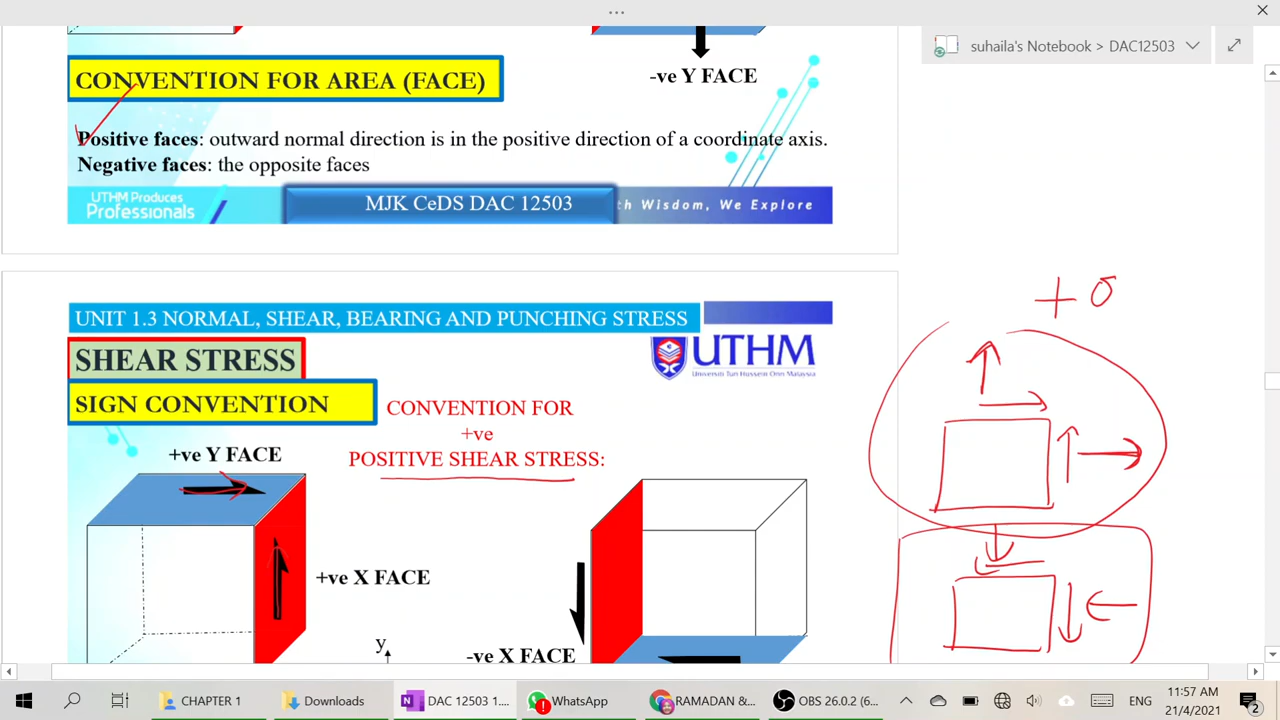 suhaila's Notebook > DAC12503
-ve Y FACE
CONVENTION FOR AREA (FACE)
Positive faces: outward normal direction is in the positive direction of a coordinate axis.
Negative faces: the opposite faces
UTHM Produces
Professionals
MJK CeDS DAC 12503
th Wisdom, We Explore
UNIT 1.3 NORMAL, SHEAR, BEARING AND PUNCHING STRESS
SHEAR STRESS
UTHM
Universiti Tun Hussein Onn Malaysia
SIGN CONVENTION
CONVENTION FOR
+ve
POSITIVE SHEAR STRESS:
+ σ
+ve Y FACE
+ve X FACE
y
-ve X FACE
CHAPTER 1
Downloads
DAC 12503 1....
WhatsApp
RAMADAN &...
OBS 26.0.2 (6...
ENG
11:57 AM
21/4/2021
2